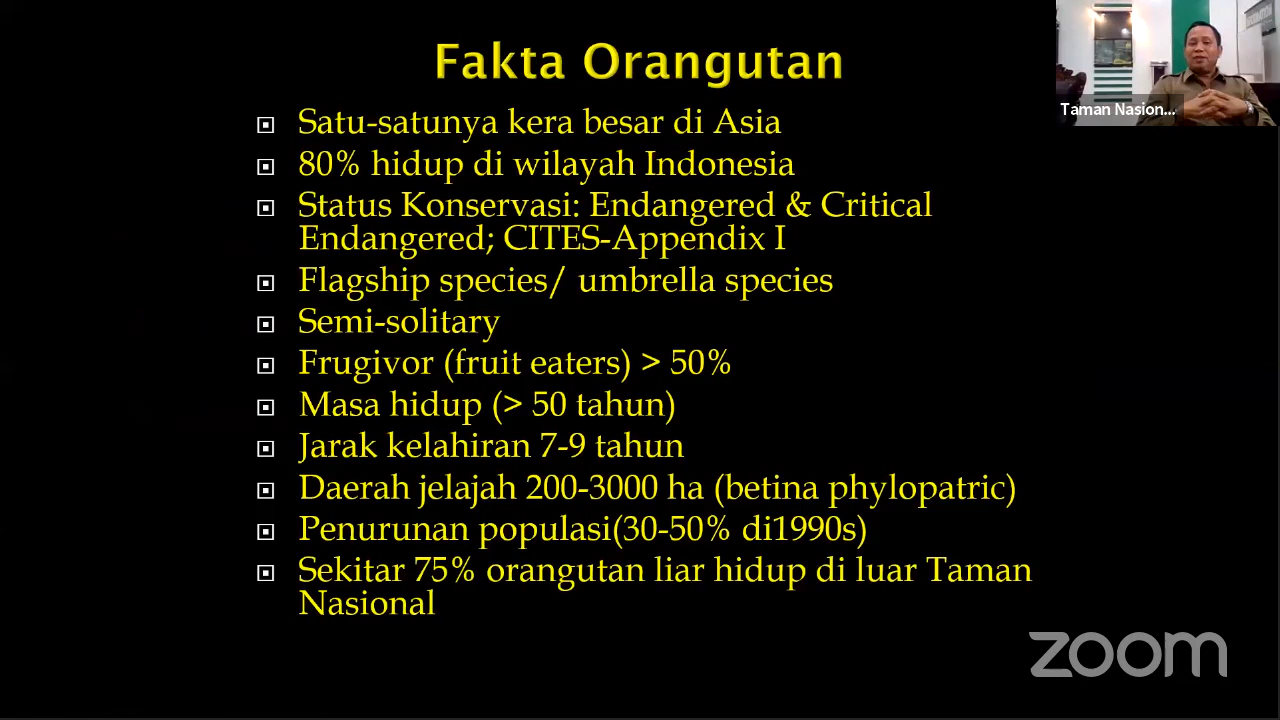 Fakta Orangutan
Taman Nasion...
Satu-satunya kera besar di Asia
80% hidup di wilayah Indonesia
Status Konservasi: Endangered & Critical
Endangered; CITES-Appendix I
Flagship species/ umbrella species
Semi-solitary
Frugivor (fruit eaters) > 50%
Masa hidup (> 50 tahun)
Jarak kelahiran 7-9 tahun
Daerah jelajah 200-3000 ha (betina phylopatric)
Penurunan populasi(30-50% di1990s)
Sekitar 75% orangutan liar hidup di luar Taman
Nasional
zoom